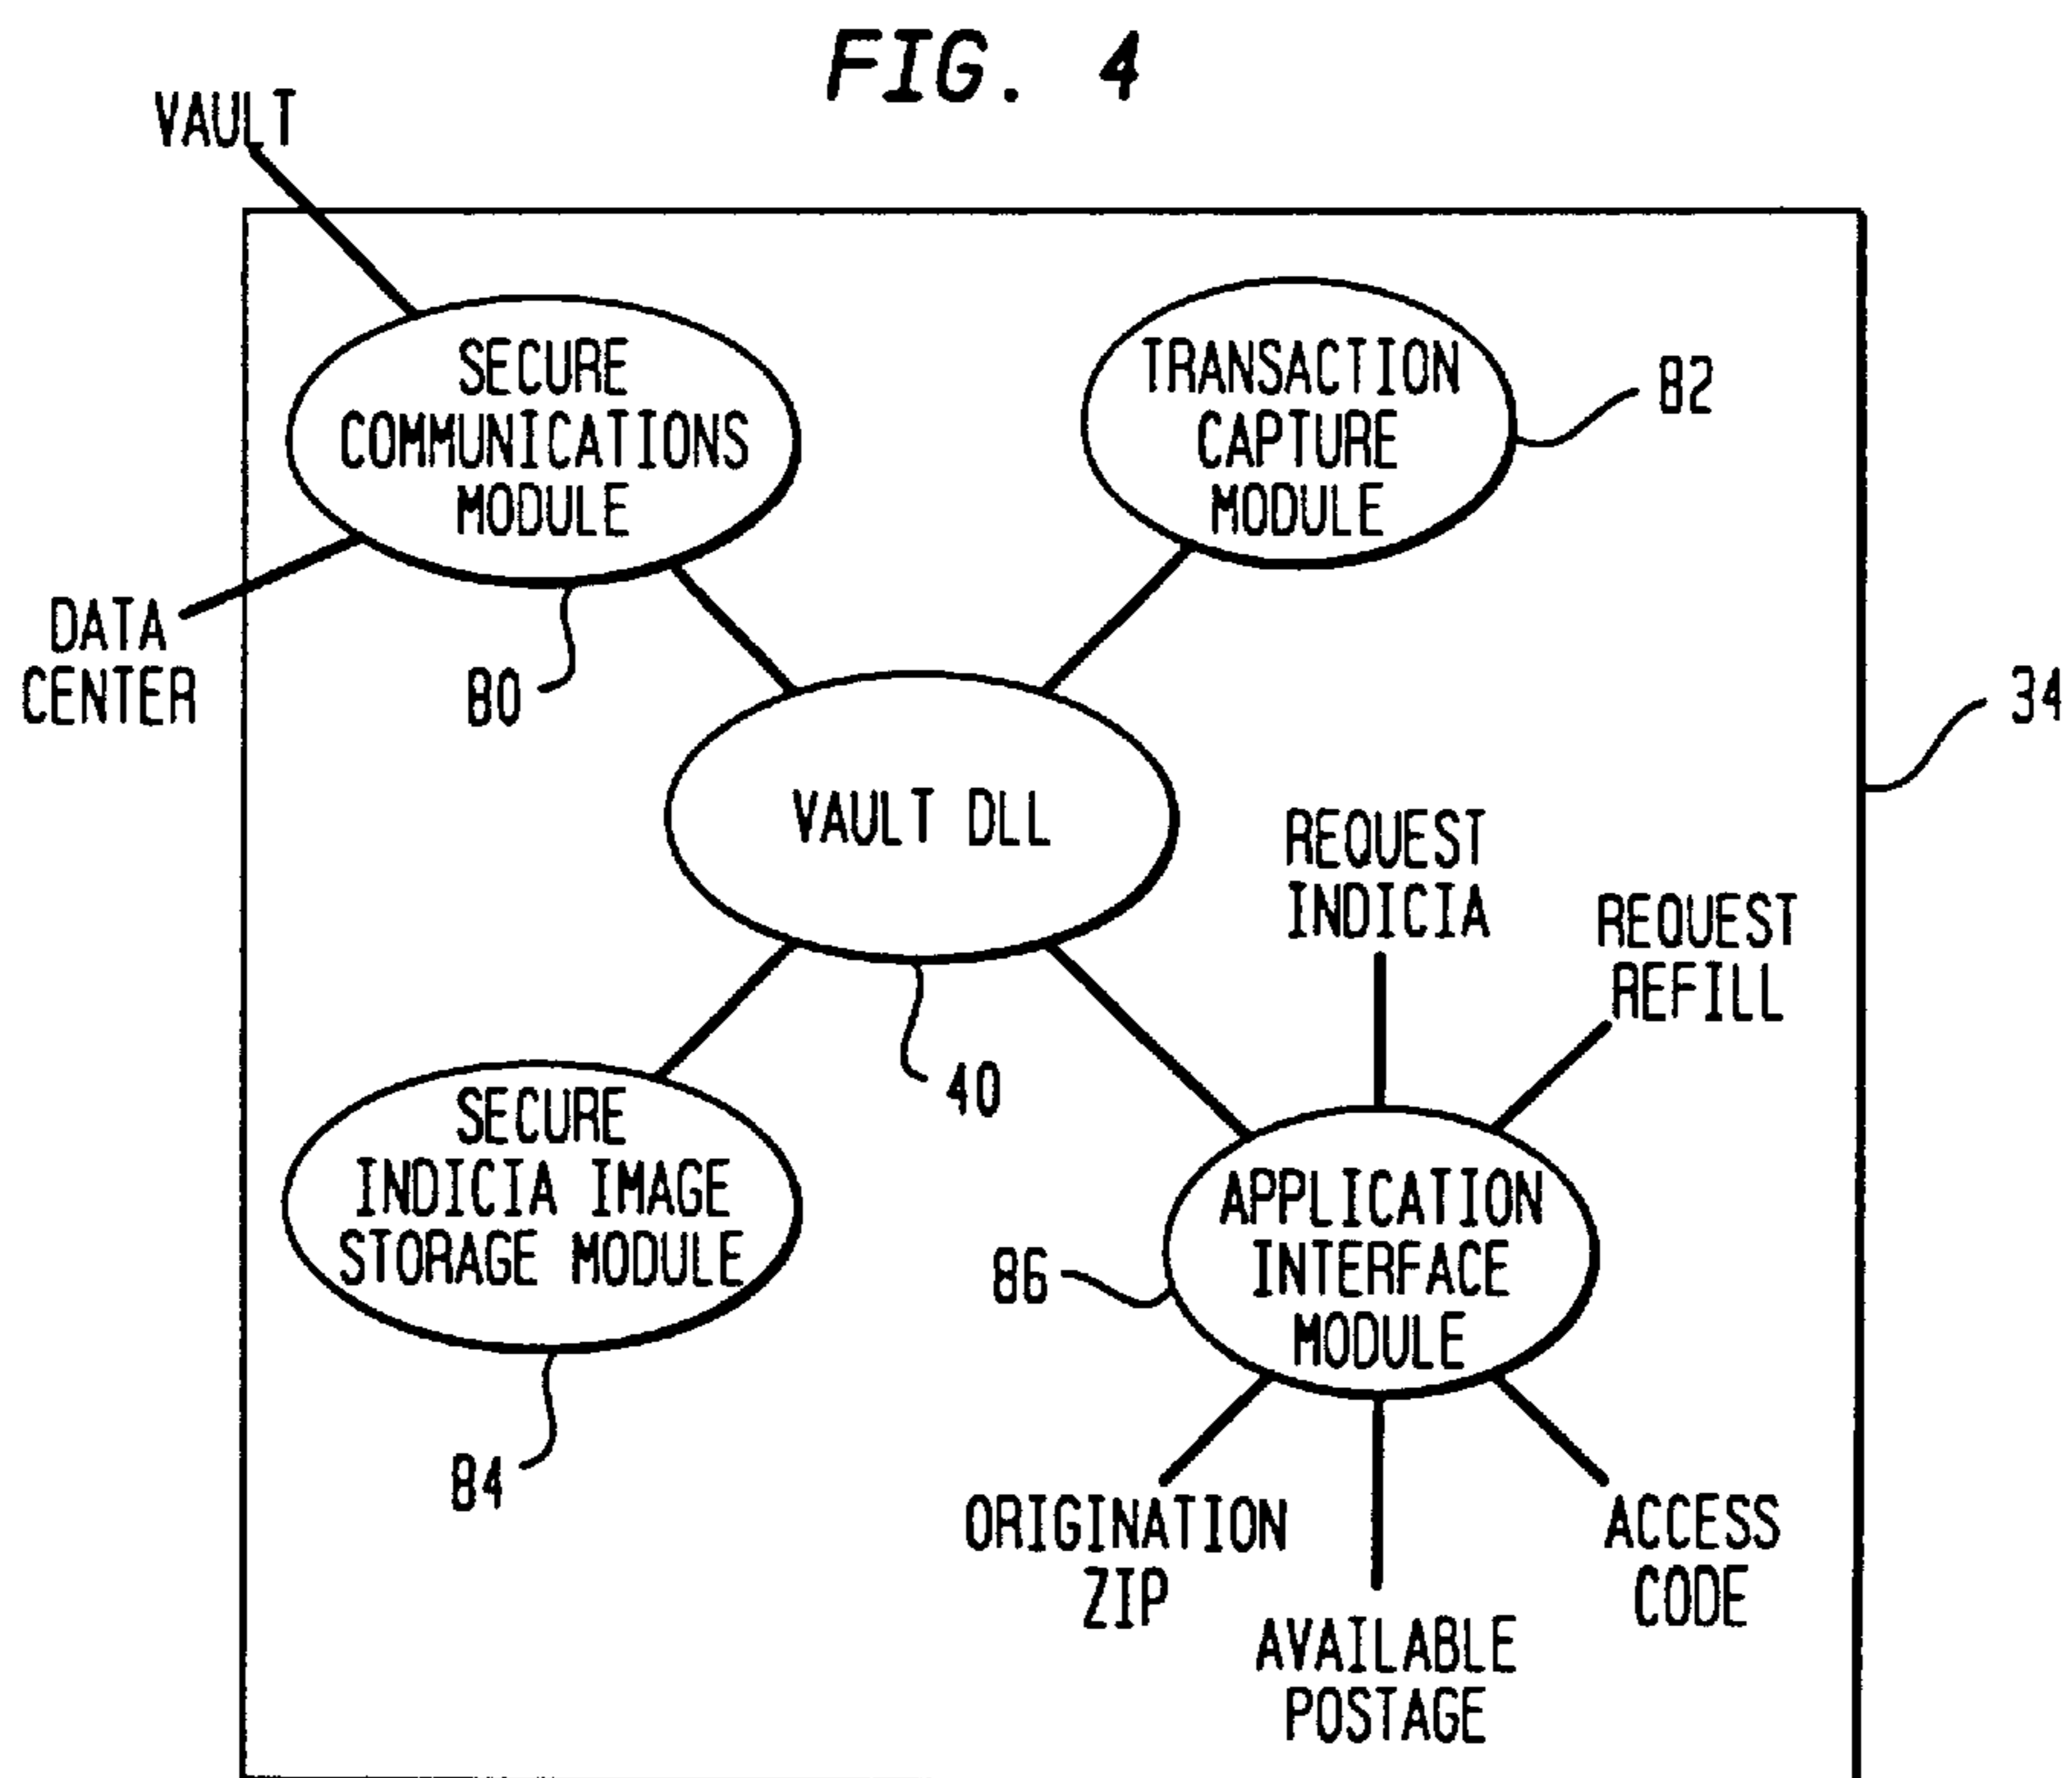 FIG. 4
VAULT
SECURE
COMMUNICATIONS
MODULE
TRANSACTION
CAPTURE
MODULE
82
DATA
CENTER
80
34
VAULT DLL
REQUEST
INDICIA
REQUEST
REFILL
40
SECURE
INDICIA IMAGE
STORAGE MODULE
86
APPLICATION
INTERFACE
MODULE
84
ORIGINATION
ZIP
AVAILABLE
POSTAGE
ACCESS
CODE